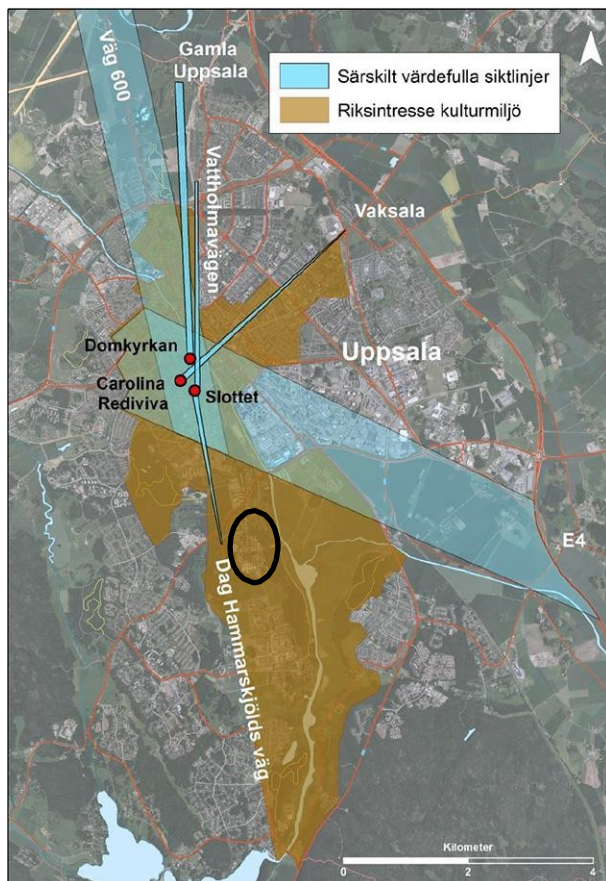 Väg 600
Gamla
Uppsala
Särskilt värdefulla siktlinjer
Riksintresse kulturmiljö
Vattholmavägen
Vaksala
Domkyrkan
Uppsala
Carolina
Rediviva
Slottet
E4
Dag Hammarskjölds väg
Kilometer
0 2 4